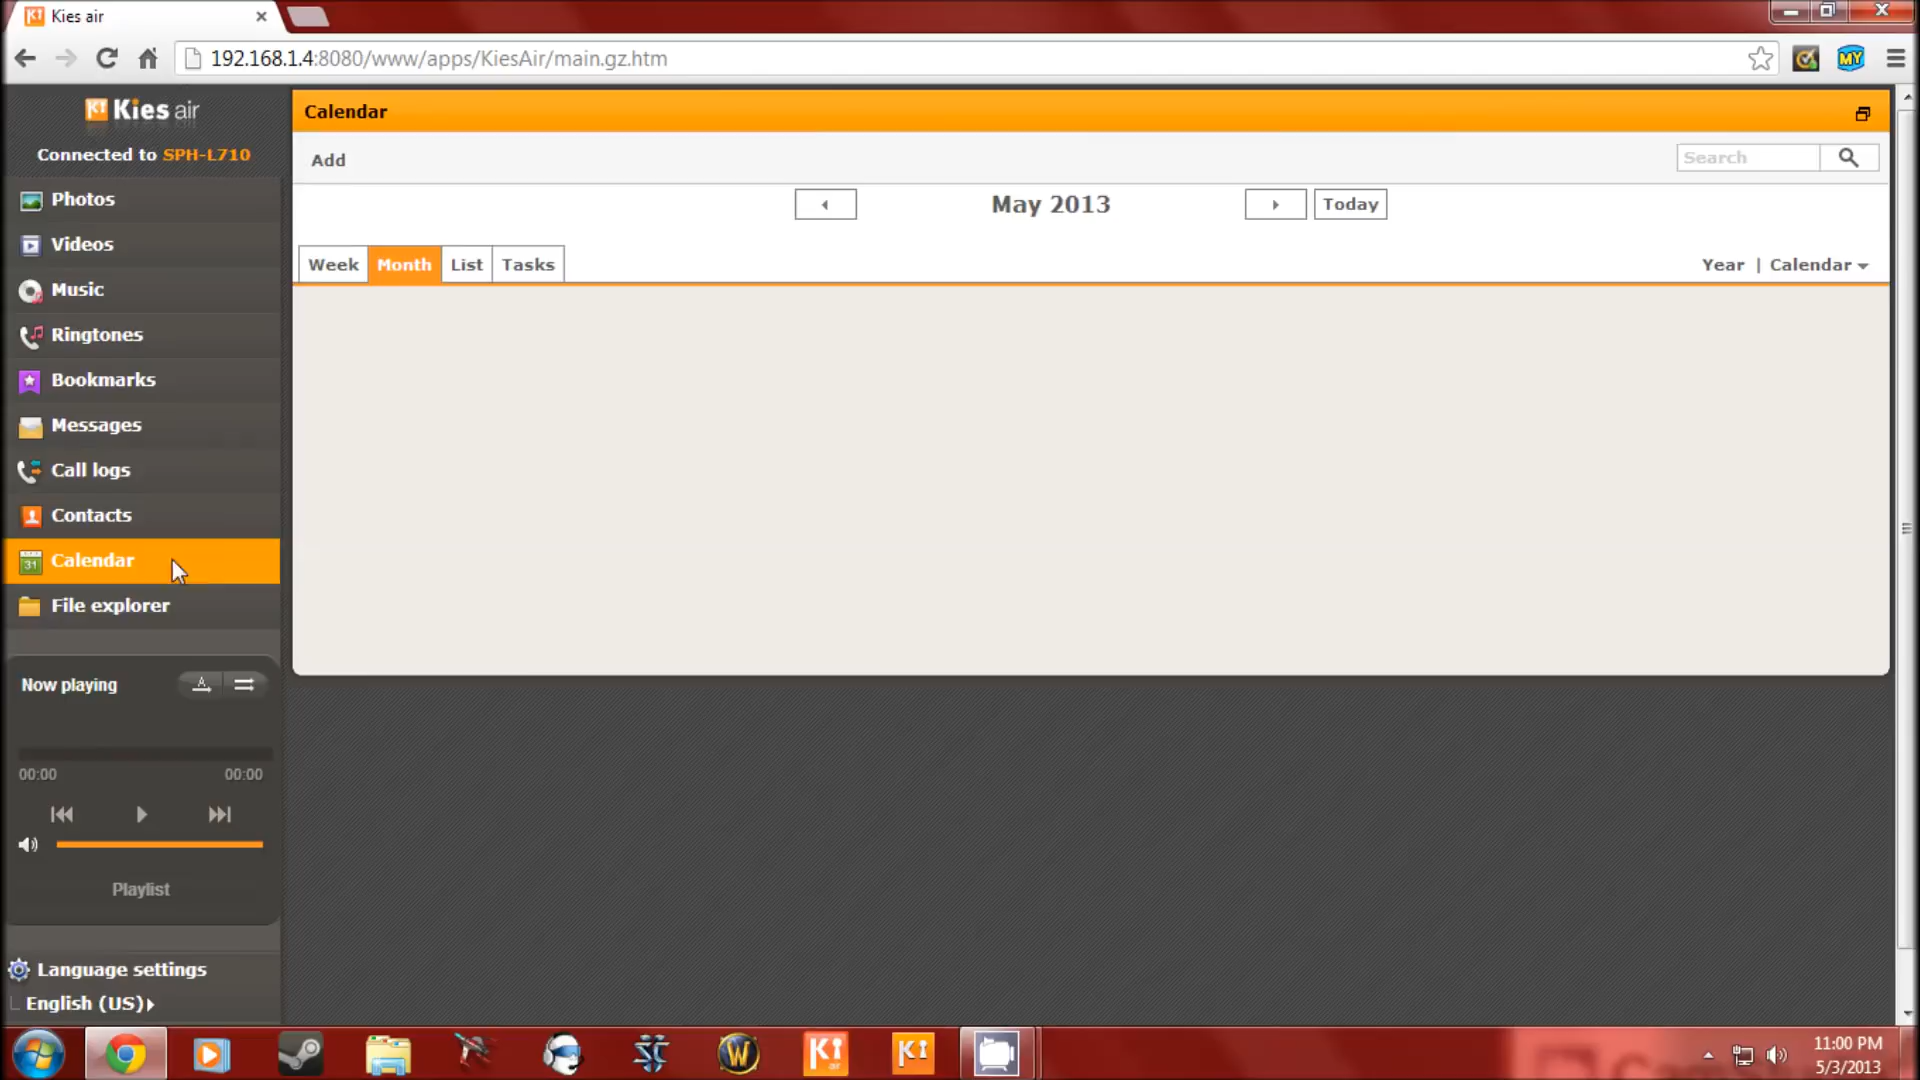 Kies air
192.168.1.4:8080/www/apps/KiesAir/main.gz.htm
MY
Kies air
Connected to SPH-L710
Photos
Videos
Music
Ringtones
Bookmarks
Messages
Call logs
Contacts
31 Calendar
File explorer
Now playing
00:00 00:00
Playlist
Language settings
English (US)
Calendar
Add
Search
May 2013
Today
Week Month List Tasks
Year | Calendar
11:00 PM
5/3/2013